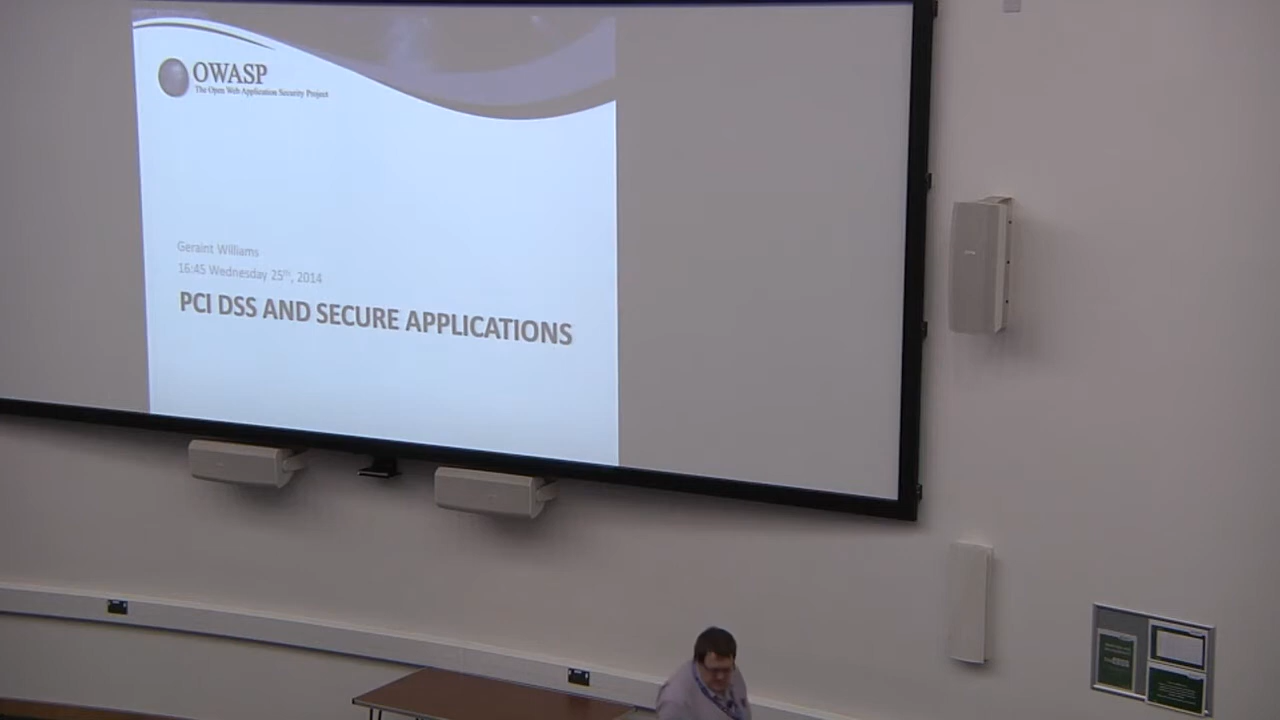 OWASP
The Open Web Application Security Project
Geraint Williams
16:45 Wednesday 25th, 2014
PCI DSS AND SECURE APPLICATIONS